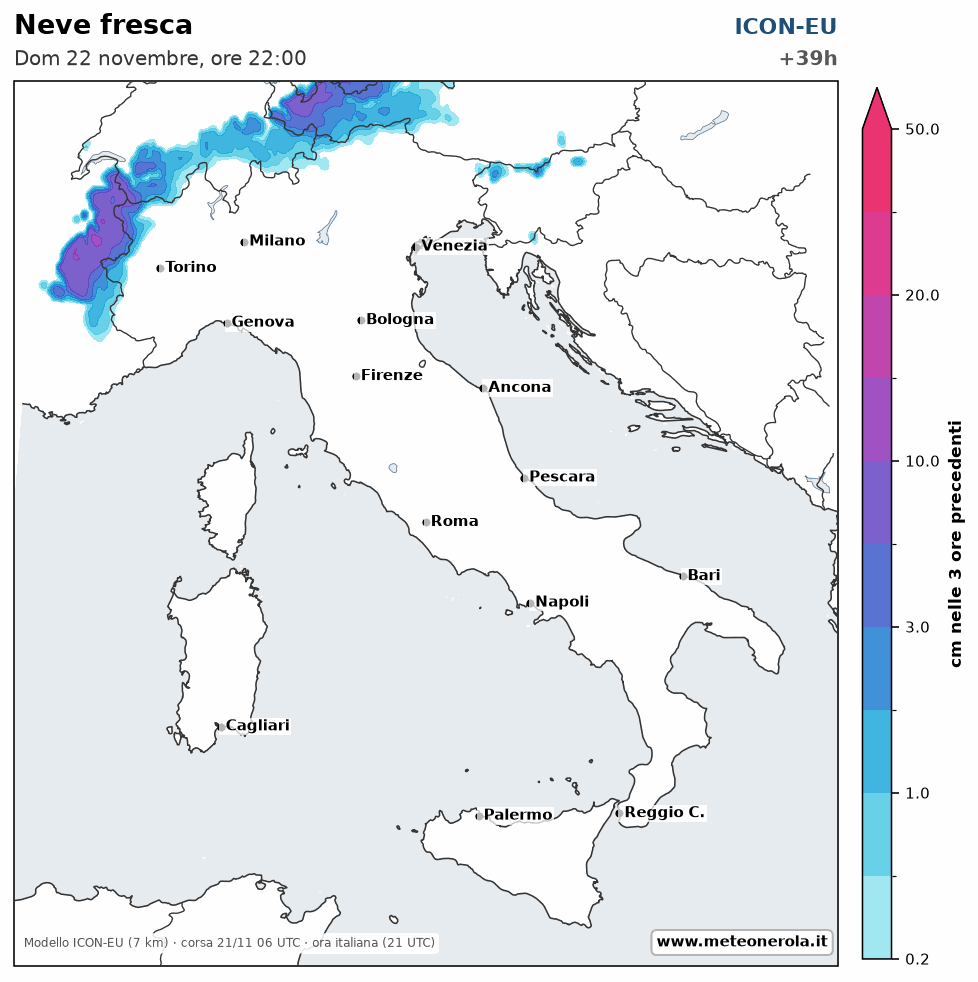 Neve fresca
ICON-EU
Dom 22 novembre, ore 22:00
+39h
50.0
Milano
Venezia
Torino
20.0
Genova
Bologna
Firenze
Ancona
10.0
Pescara
Roma
Bari
Napoli
3.0
Cagliari
1.0
Palermo
Reggio C.
cm nelle 3 ore precedenti
Modello ICON-EU (7 km) · corsa 21/11 06 UTC · ora italiana (21 UTC)
www.meteonerola.it
0.2